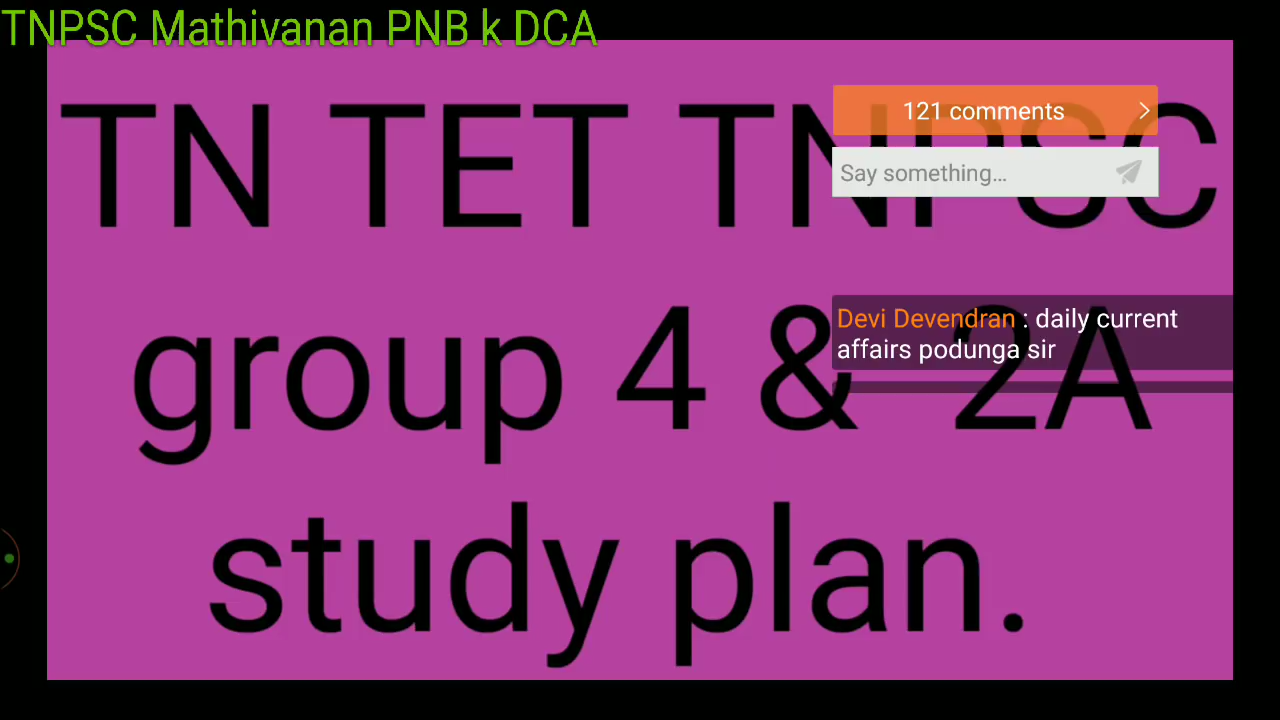 TNPSC Mathivanan PNB k DCA
TN TET TNPSC
121 comments
Say something...
group 4 & 2A
Devi Devendran : daily current
affairs podunga sir
study plan.